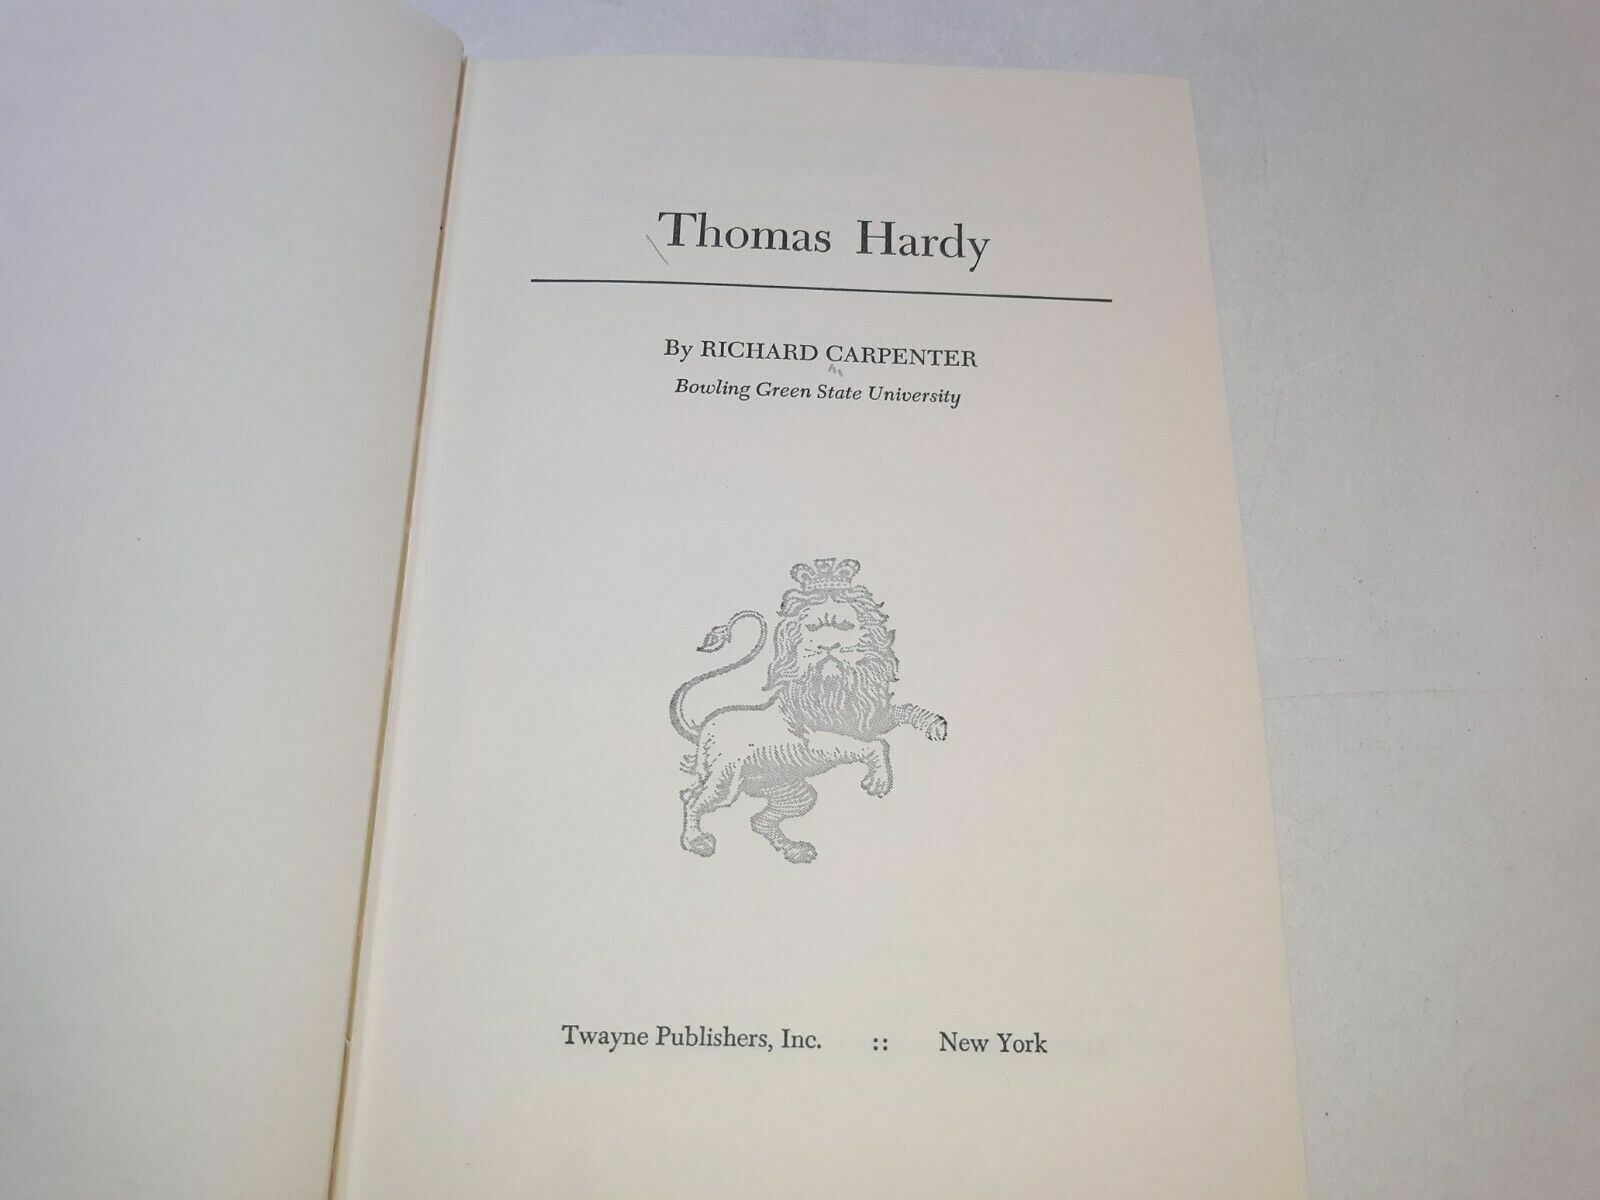 Thomas Hardy
By RICHARD CARPENTER
Bowling Green State University
Twayne Publishers, Inc. :: New York